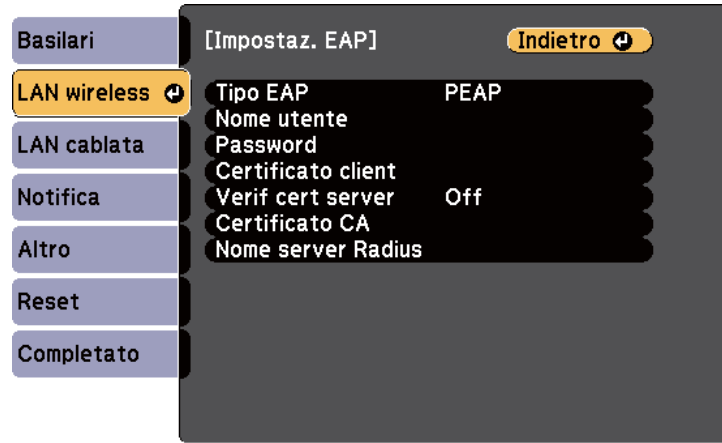 Basilari
LAN wireless
LAN cablata
Notifica
Altro
Reset
Completato
[Impostaz. EAP]
Indietro
Tipo EAP PEAP
Nome utente
Password
Certificato client
Verif cert server Off
Certificato CA
Nome server Radius